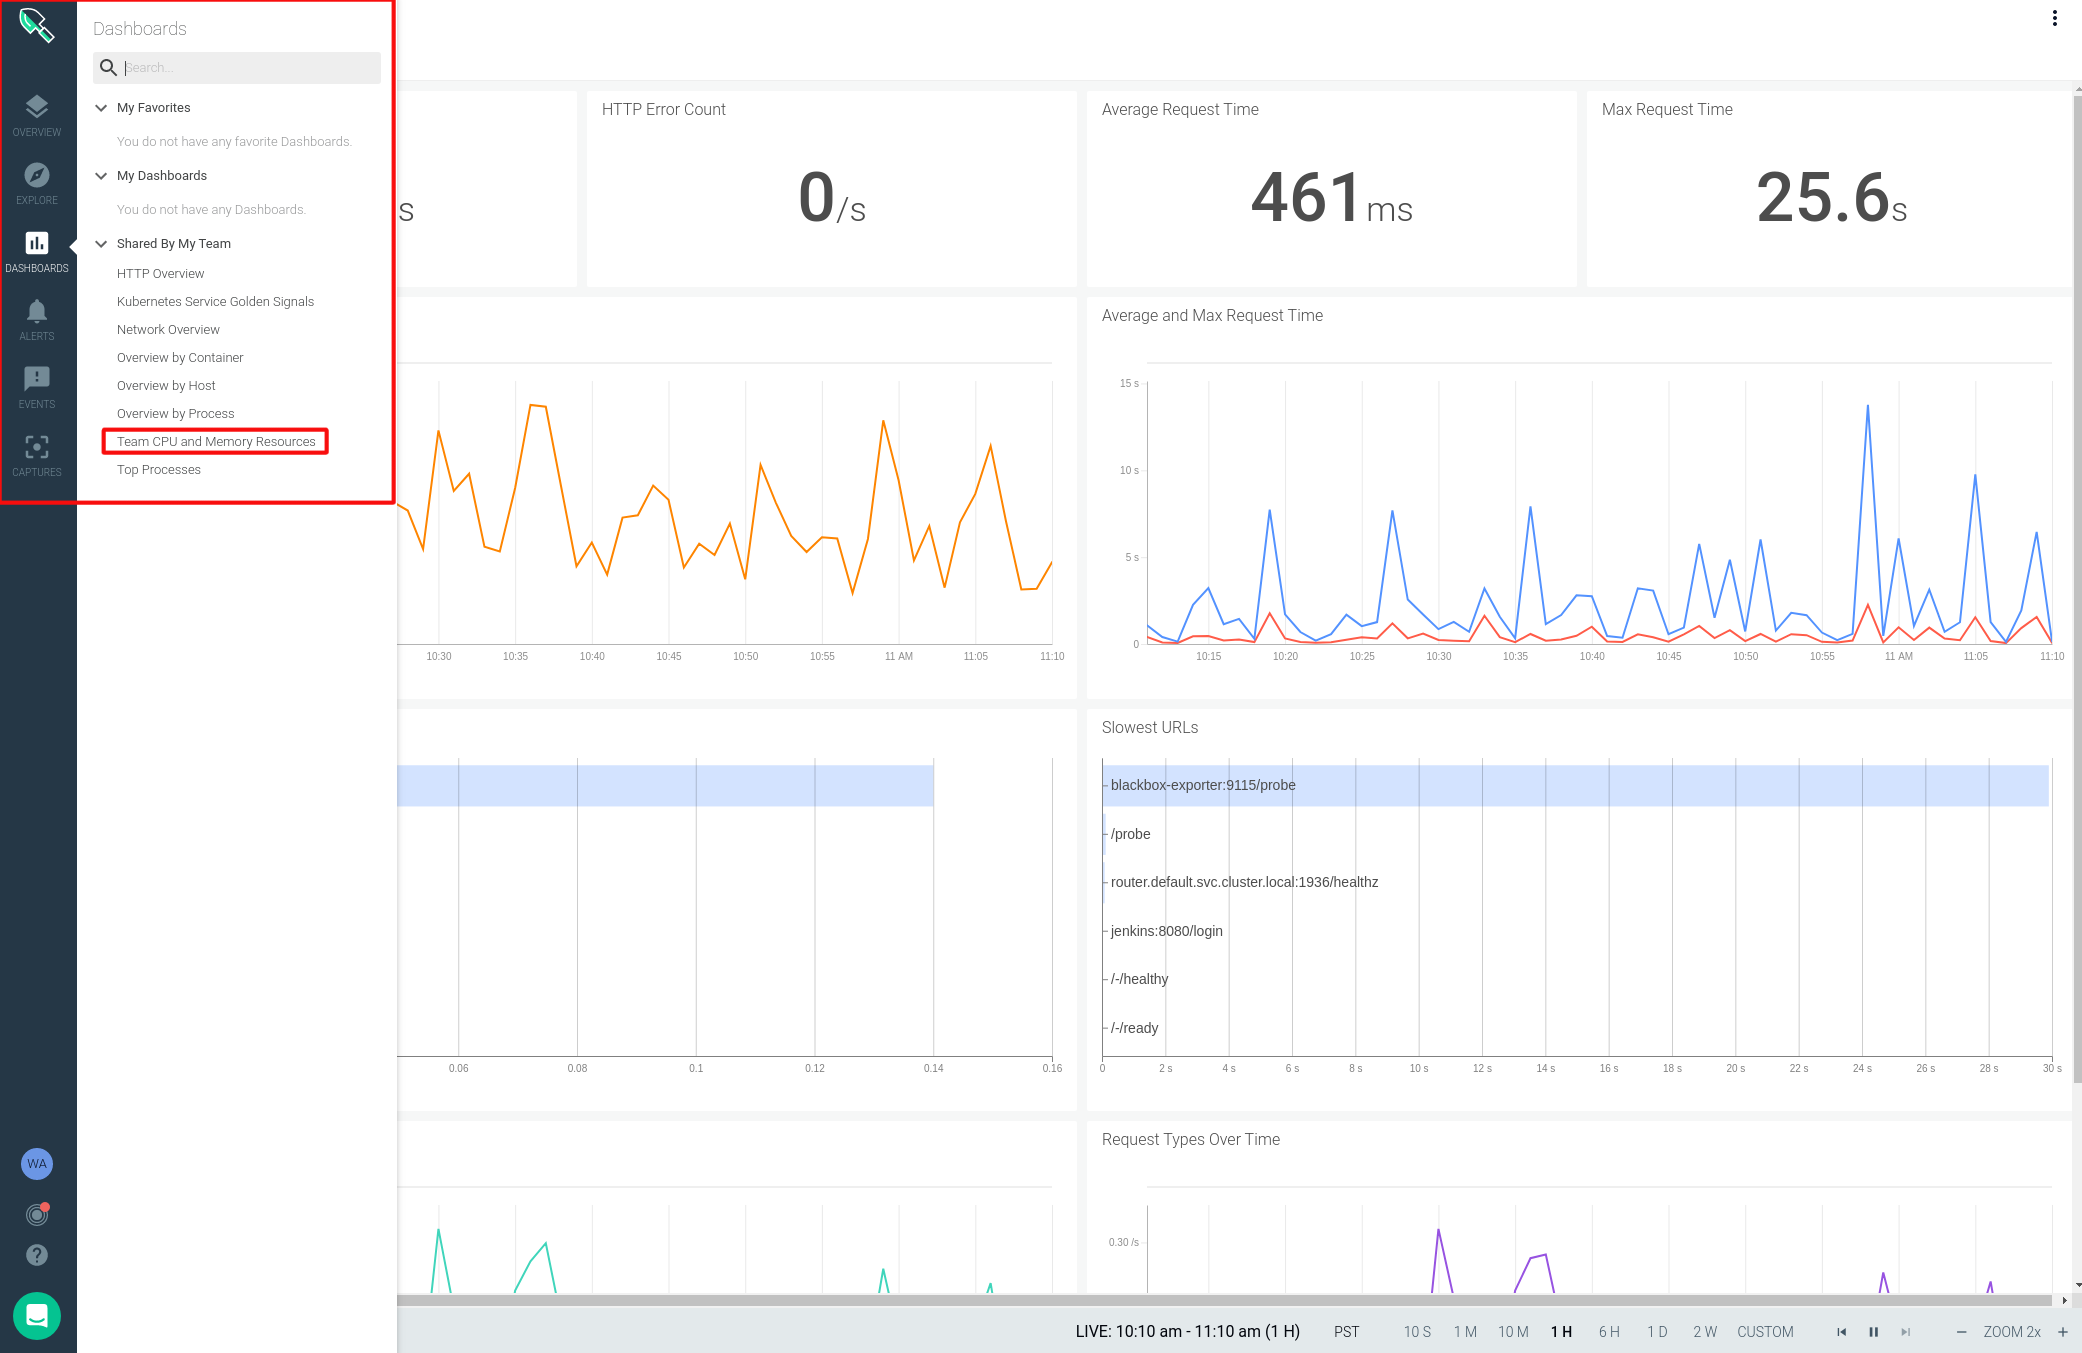 Dashboards
Search...
My Favorites
You do not have any favorite Dashboards.
My Dashboards
You do not have any Dashboards.
Shared By My Team
HTTP Overview
Kubernetes Service Golden Signals
Network Overview
Overview by Container
Overview by Host
Overview by Process
Team CPU and Memory Resources
Top Processes
OVERVIEW
EXPLORE
DASHBOARDS
ALERTS
EVENTS
CAPTURES
WA
s
HTTP Error Count
0/s
Average Request Time
461ms
Max Request Time
25.6s
10:30 10:35 10:40 10:45 10:50 10:55 11 AM 11:05 11:10
Average and Max Request Time
15 s
10 s
5 s
0
10:15 10:20 10:25 10:30 10:35 10:40 10:45 10:50 10:55 11 AM 11:05 11:10
0.06 0.08 0.1 0.12 0.14 0.16
Slowest URLs
blackbox-exporter:9115/probe
/probe
router.default.svc.cluster.local:1936/healthz
jenkins:8080/login
/-/healthy
/-/ready
0 2 s 4 s 6 s 8 s 10 s 12 s 14 s 16 s 18 s 20 s 22 s 24 s 26 s 28 s 30 s
Request Types Over Time
0.30 /s
LIVE: 10:10 am - 11:10 am (1 H) PST 10 S 1 M 10 M 1 H 6 H 1 D 2 W CUSTOM ZOOM 2x